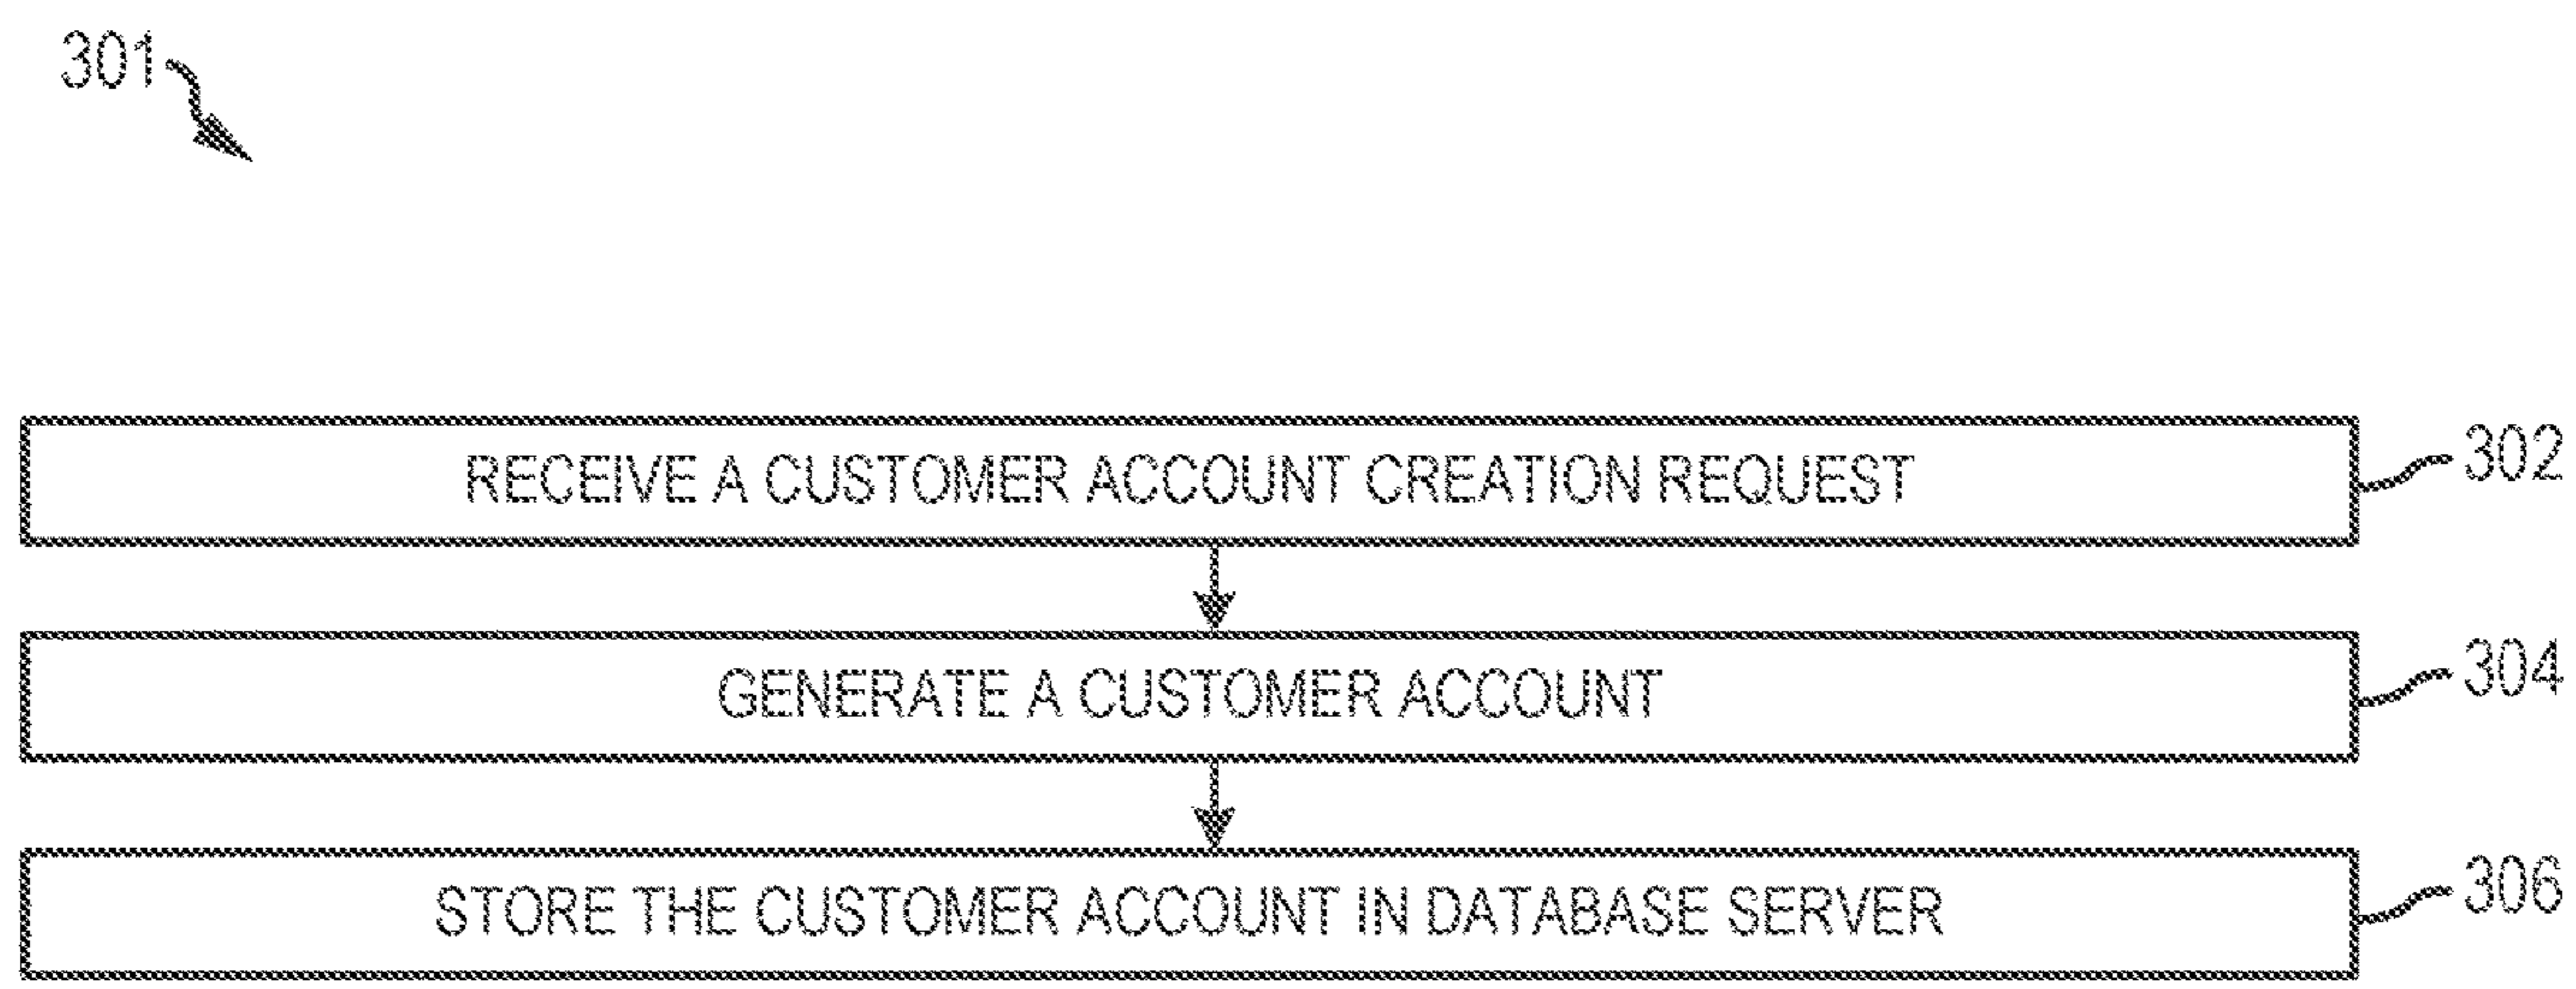 301
RECEIVE A CUSTOMER ACCOUNT CREATION REQUEST
302
GENERATE A CUSTOMER ACCOUNT
304
STORE THE CUSTOMER ACCOUNT IN DATABASE SERVER
306